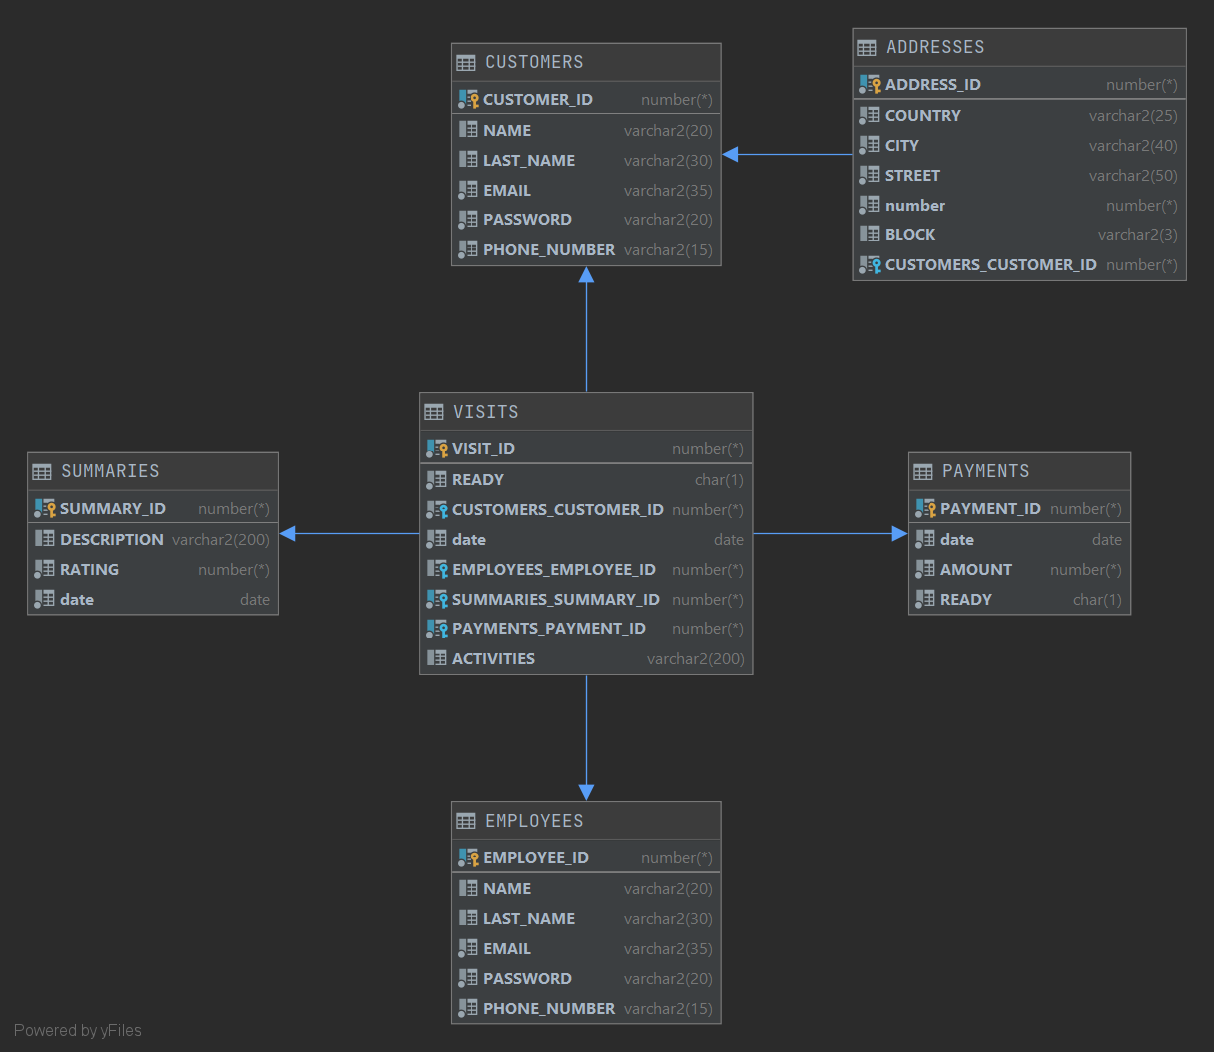 CUSTOMERS
CUSTOMER_ID number(*)
NAME varchar2(20)
LAST_NAME varchar2(30)
EMAIL varchar2(35)
PASSWORD varchar2(20)
PHONE_NUMBER varchar2(15)
ADDRESSES
ADDRESS_ID number(*)
COUNTRY varchar2(25)
CITY varchar2(40)
STREET varchar2(50)
number number(*)
BLOCK varchar2(3)
CUSTOMERS_CUSTOMER_ID number(*)
VISITS
VISIT_ID number(*)
READY char(1)
CUSTOMERS_CUSTOMER_ID number(*)
date date
EMPLOYEES_EMPLOYEE_ID number(*)
SUMMARIES_SUMMARY_ID number(*)
PAYMENTS_PAYMENT_ID number(*)
ACTIVITIES varchar2(200)
SUMMARIES
SUMMARY_ID number(*)
DESCRIPTION varchar2(200)
RATING number(*)
date date
PAYMENTS
PAYMENT_ID number(*)
date date
AMOUNT number(*)
READY char(1)
EMPLOYEES
EMPLOYEE_ID number(*)
NAME varchar2(20)
LAST_NAME varchar2(30)
EMAIL varchar2(35)
PASSWORD varchar2(20)
PHONE_NUMBER varchar2(15)
Powered by yFiles